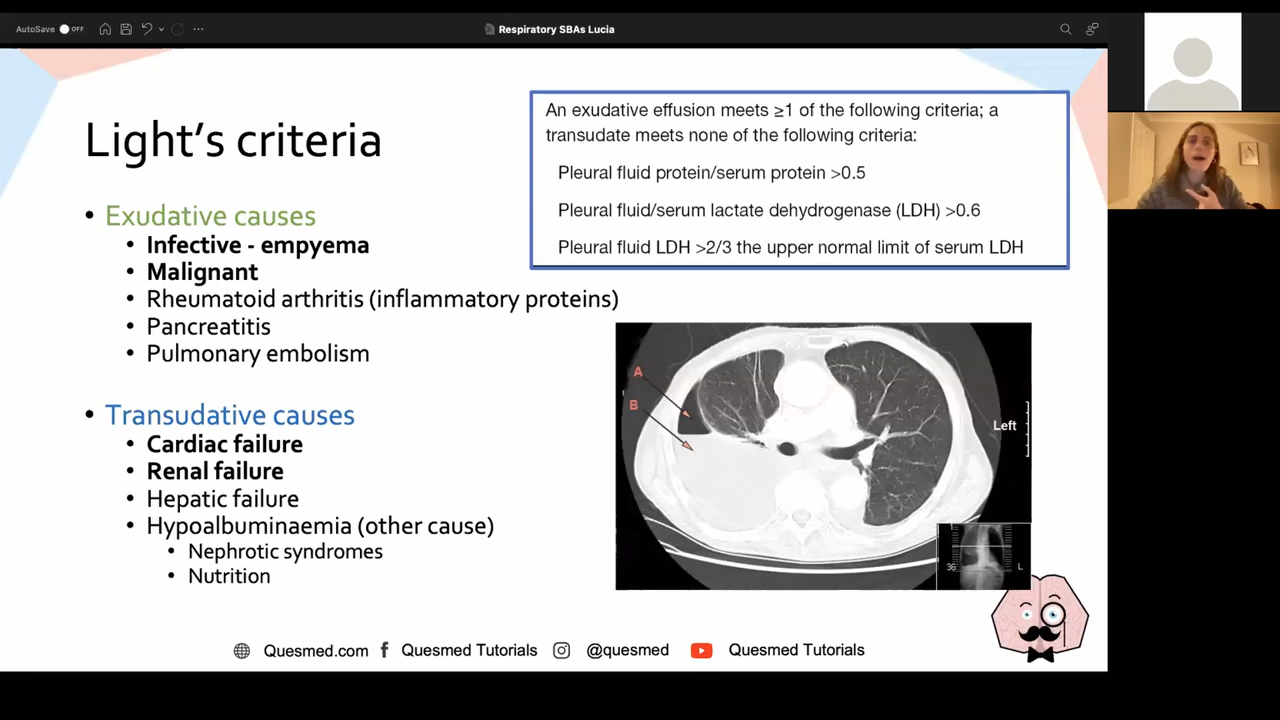 AutoSave OFF
Respiratory SBAs Lucia
Light's criteria
An exudative effusion meets ≥1 of the following criteria; a
transudate meets none of the following criteria:
Pleural fluid protein/serum protein >0.5
Pleural fluid/serum lactate dehydrogenase (LDH) >0.6
Pleural fluid LDH >2/3 the upper normal limit of serum LDH
• Exudative causes
• Infective - empyema
• Malignant
• Rheumatoid arthritis (inflammatory proteins)
• Pancreatitis
• Pulmonary embolism
• Transudative causes
• Cardiac failure
• Renal failure
• Hepatic failure
• Hypoalbuminaemia (other cause)
• Nephrotic syndromes
• Nutrition
A
B
Left
1
36 L
Quesmed.com Quesmed Tutorials @quesmed Quesmed Tutorials